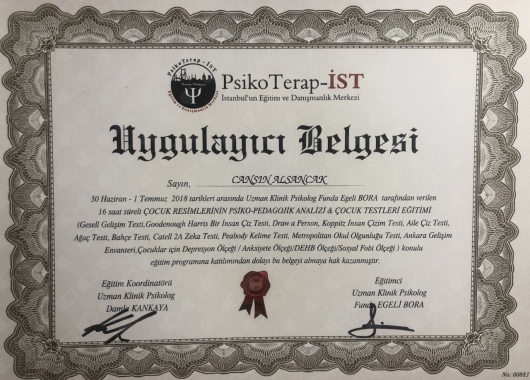 PsikoTerap-İST
PsikoTerap-İST
İstanbul'un Eğitim ve Danışmanlık Merkezi
Uygulayıcı Belgesi
Sayın, CANSIN ALSANCAK
30 Haziran - 1 Temmuz 2018 tarihleri arasında Uzman Klinik Psikolog Funda Egeli BORA tarafından verilen
16 saat süreli ÇOCUK RESİMLERİNİN PSİKO-PEDAGOJİK ANALİZİ & ÇOCUK TESTLERİ EĞİTİMİ
(Gesell Gelişim Testi,Goodenough Harris Bir İnsan Çiz Testi, Draw a Person, Koppitz İnsan Çizim Testi, Aile Çiz Testi,
Ağaç Testi, Bahçe Testi, Catell 2A Zeka Testi, Peabody Kelime Testi, Metropolitan Okul Olgunluğu Testi, Ankara Gelişim
Envanteri,Çocuklar için Depresyon Ölçeği / Anksiyete Ölçeği/DEHB Ölçeği/Sosyal Fobi Ölçeği ) konulu
eğitim programına katılımından dolayı bu belgeyi almaya hak kazanmıştır.
Eğitim Koordinatörü
Uzman Klinik Psikolog
Damla KANKAYA
Eğitimci
Uzman Klinik Psikolog
Funda EGELİ BORA
No: 00883